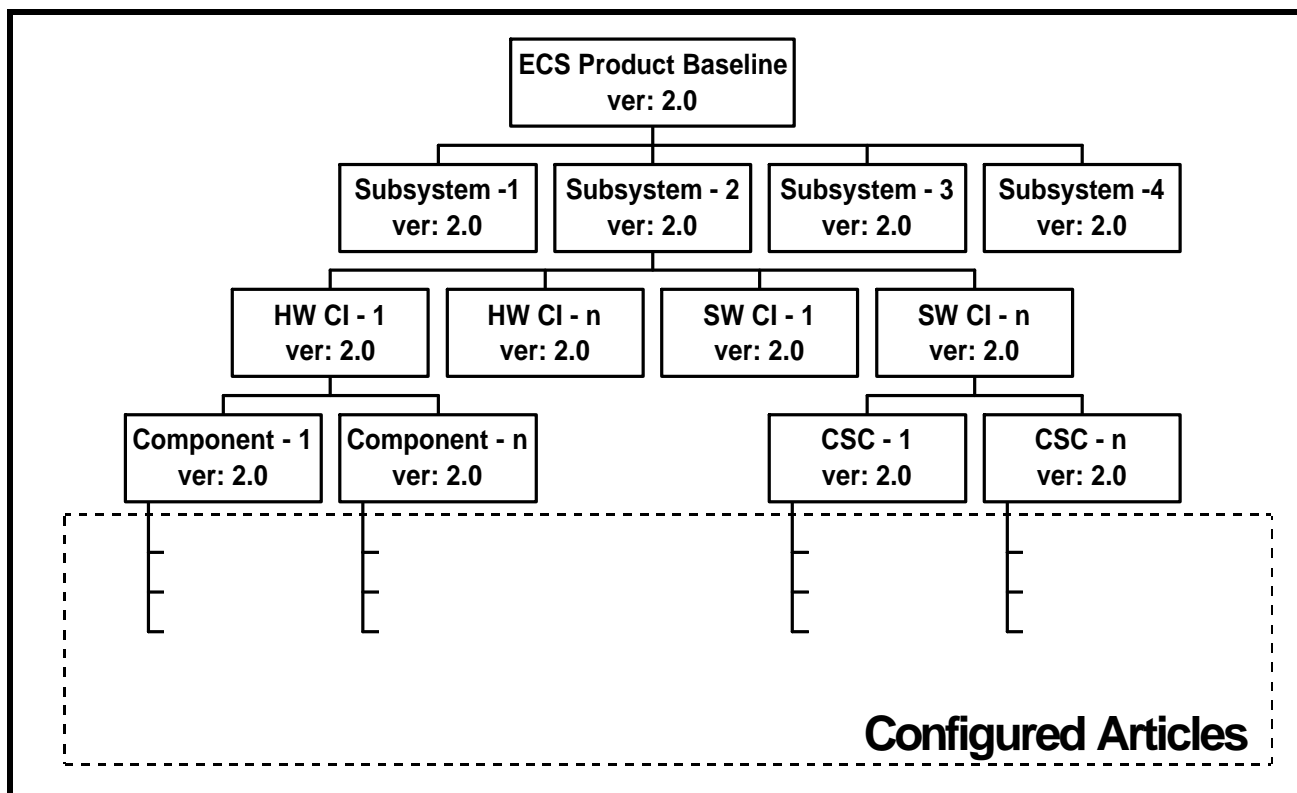 ECS Product Baseline
ver: 2.0
Subsystem -1
ver: 2.0
Subsystem - 2
ver: 2.0
Subsystem - 3
ver: 2.0
Subsystem -4
ver: 2.0
HW CI - 1
ver: 2.0
HW CI - n
ver: 2.0
SW CI - 1
ver: 2.0
SW CI - n
ver: 2.0
Component - 1
ver: 2.0
Component - n
ver: 2.0
CSC - 1
ver: 2.0
CSC - n
ver: 2.0
Configured Articles